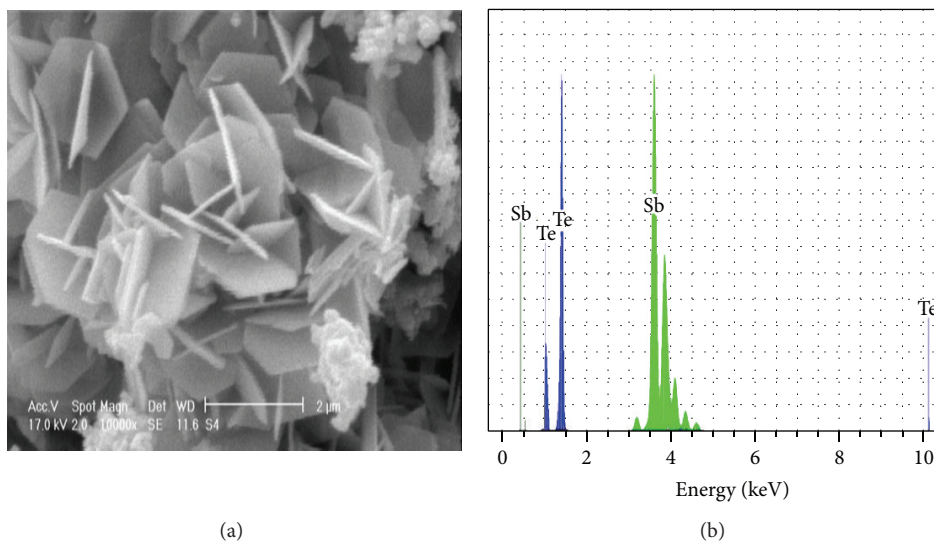 Acc.V Spot Magn Det WD 2 μm
17.0 kV 2.0 10000x SE 11.6 S4
Sb
Te
Te
Sb
Te
0 2 4 6 8 10
Energy (keV)
(a)
(b)